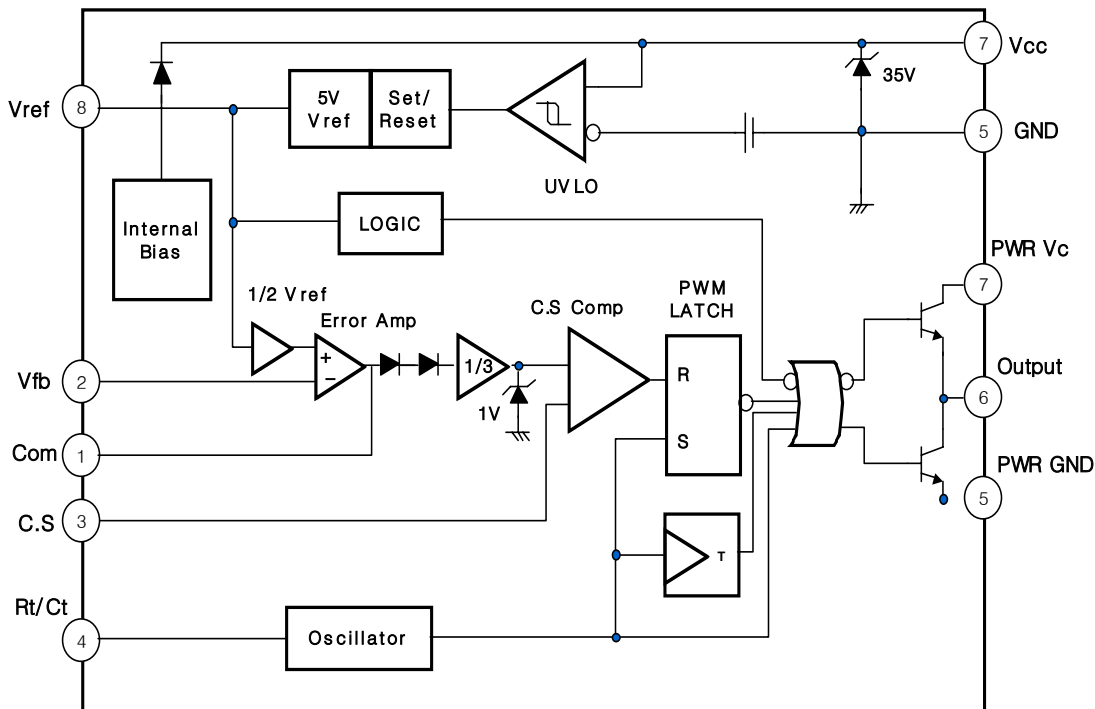 7
Vcc
35V
Vref
8
5V
Vref
Set/
Reset
5
GND
UVLO
Internal
Bias
LOGIC
PWR Vc
7
1/2 Vref
Error Amp
C.S Comp
PWM
LATCH
+
−
1/3
1V
R
S
Vfb
2
Output
6
Com
1
PWR GND
5
C.S
3
T
Rt/Ct
4
Oscillator